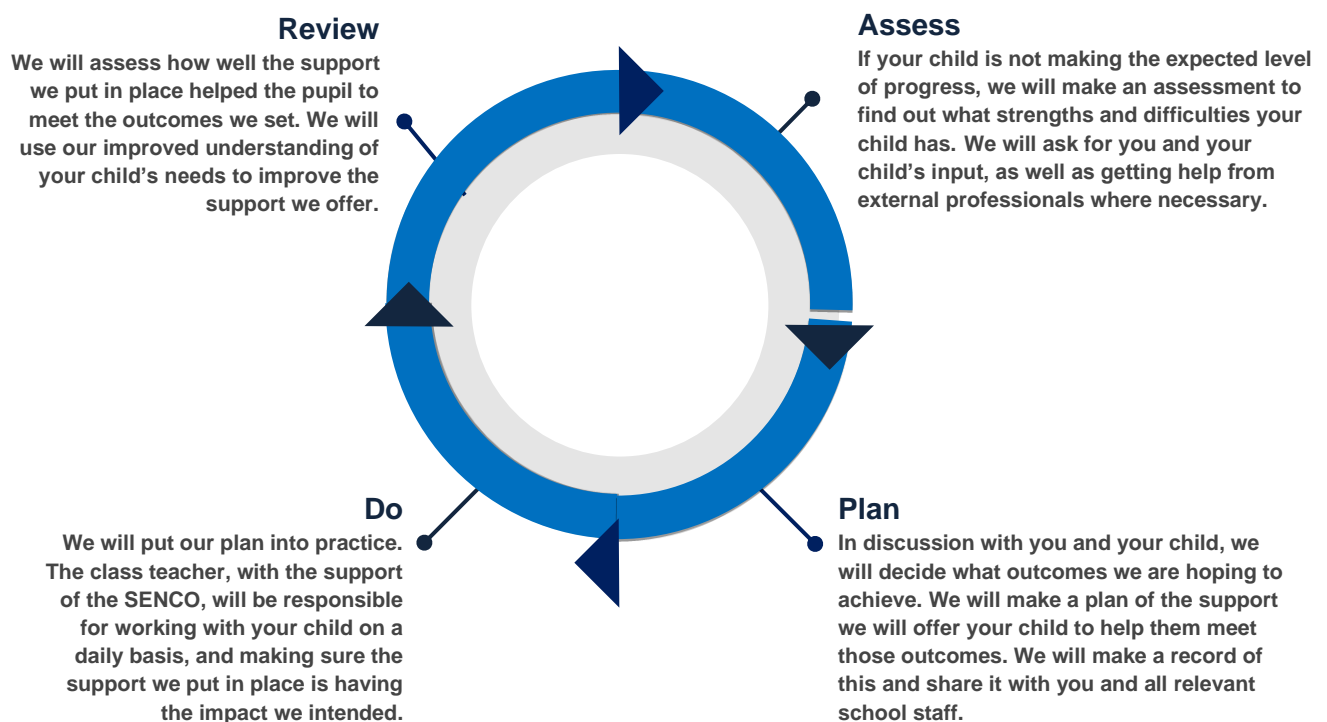 Review
We will assess how well the support
we put in place helped the pupil to
meet the outcomes we set. We will
use our improved understanding of
your child’s needs to improve the
support we offer.
Assess
If your child is not making the expected level
of progress, we will make an assessment to
find out what strengths and difficulties your
child has. We will ask for you and your
child’s input, as well as getting help from
external professionals where necessary.
Do
We will put our plan into practice.
The class teacher, with the support
of the SENCO, will be responsible
for working with your child on a
daily basis, and making sure the
support we put in place is having
the impact we intended.
Plan
In discussion with you and your child, we
will decide what outcomes we are hoping to
achieve. We will make a plan of the support
we will offer your child to help them meet
those outcomes. We will make a record of
this and share it with you and all relevant
school staff.